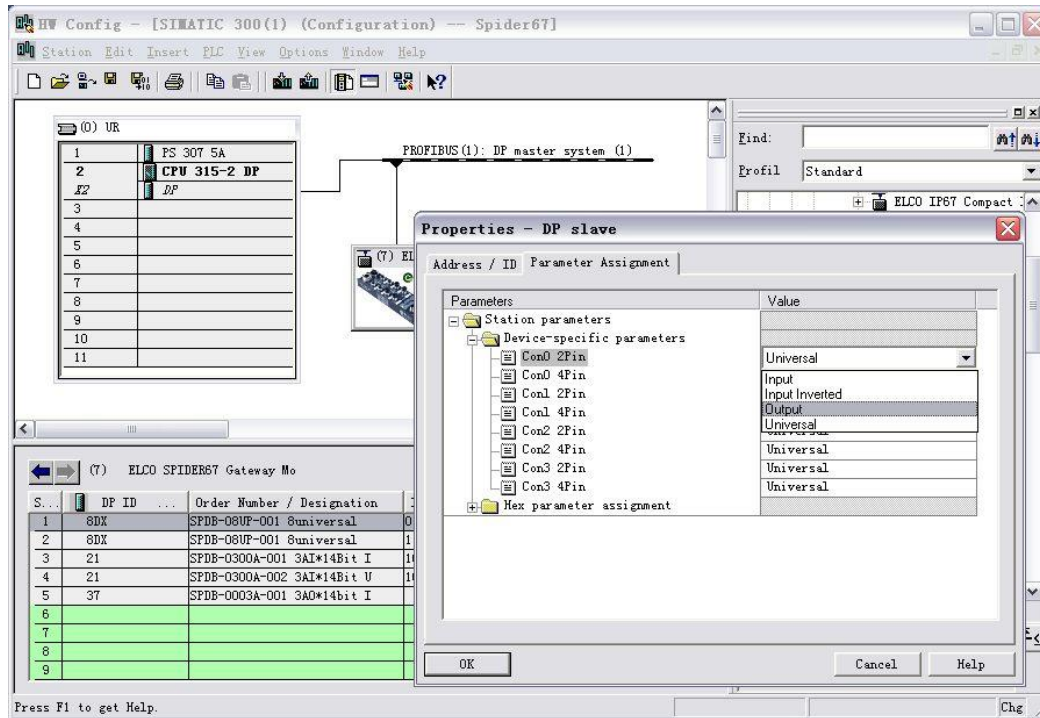 HW Config - [SIMATIC 300(1) (Configuration) -- Spider67]
Station Edit Insert PLC View Options Window Help
(0) UR
1 PS 307 5A
2 CPU 315-2 DP
X2 DP
3
4
5
6
7
8
9
10
11
PROFIBUS(1): DP master system (1)
(7) EL
Find:
Profil Standard
ELCO IP67 Compact
Properties - DP slave
Address / ID Parameter Assignment
Parameters Value
Station parameters
Device-specific parameters
Con0 2Pin Universal
Con0 4Pin Input
Input Inverted
Con1 2Pin
Con1 4Pin Output
Universal
Con2 2Pin Universal
Con2 4Pin Universal
Con3 2Pin Universal
Con3 4Pin Universal
Hex parameter assignment
OK Cancel Help
(7) ELCO SPIDER67 Gateway Mo
S... DP ID ... Order Number / Designation
1 8DX SPDB-08UP-001 8universal 0
2 8DX SPDB-08UP-001 8universal 1
3 21 SPDB-0300A-001 3AI*14Bit I
4 21 SPDB-0300A-002 3AI*14Bit U
5 37 SPDB-0003A-001 3AO*14bit I
6
7
8
9
Press F1 to get Help. Chg